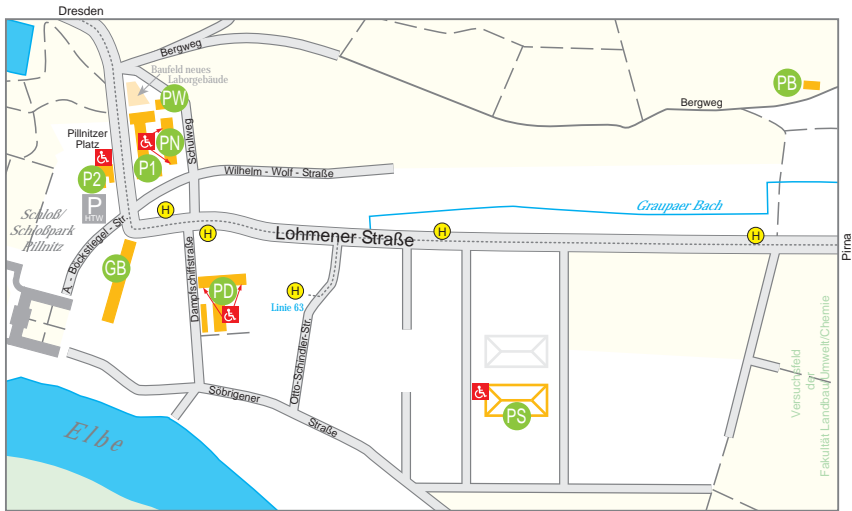 Dresden
Bergweg
Baufeld neues
Laborgebäude
PW
PB
Bergweg
Pillnitzer
Platz
PN
P1
Schulweg
P2
Wilhelm - Wolf - Straße
P
HTW
Schloß/
Schloßpark
Pillnitz
A. - Böckstiegel - Str.
H
H
H
H
Graupaer Bach
Lohmener Straße
Pirna
GB
Dampfschiffstraße
PD
H
Linie 63
Otto-Schindler-Str.
Versuchsfeld
der
Fakultät Landbau/Umwelt/Chemie
PS
Söbrigener
Straße
Elbe